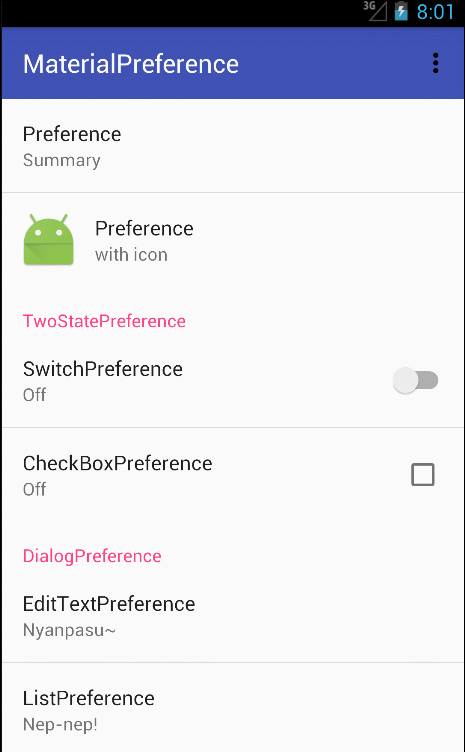 3G 8:01
MaterialPreference
Preference
Summary
Preference
with icon
TwoStatePreference
SwitchPreference
Off
CheckBoxPreference
Off
DialogPreference
EditTextPreference
Nyanpasu~
ListPreference
Nep-nep!